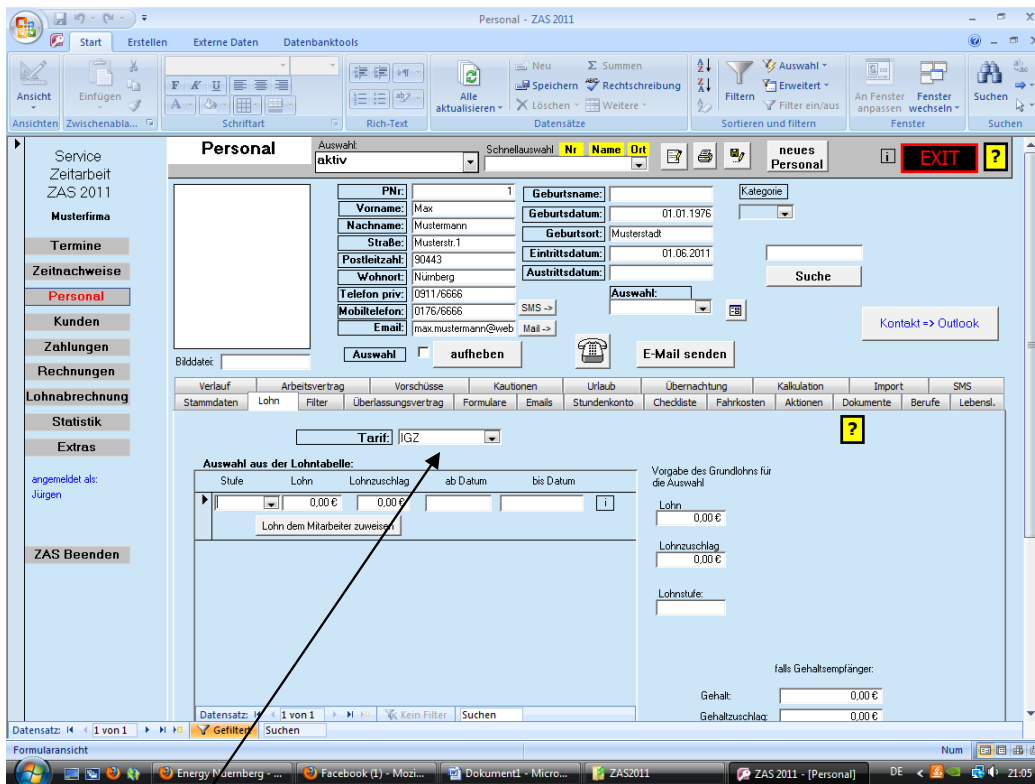 Personal - ZAS 2011
Start Erstellen Externe Daten Datenbanktools
Ansicht
Einfügen
F K U
A
Alle
aktualisieren
Neu
Speichern
Löschen
Summen
Rechtschreibung
Weitere
Filtern
Auswahl
Erweitert
Filter ein/aus
An Fenster
anpassen
Fenster
wechseln
Suchen
Ansichten Zwischenabla... Schriftart Rich-Text Datensätze Sortieren und filtern Fenster Suchen
Service
Zeitarbeit
ZAS 2011
Musterfirma
Termine
Zeitnachweise
Personal
Kunden
Zahlungen
Rechnungen
Lohnabrechnung
Statistik
Extras
angemeldet als:
Jürgen
ZAS Beenden
Personal
Auswahl:
aktiv
Schnellauswahl Nr Name Ort
neues
Personal
i
EXIT
?
PNr: 1
Vorname: Max
Nachname: Mustermann
Straße: Musterstr.1
Postleitzahl: 90443
Wohnort: Nürnberg
Telefon priv: 0911/6666
Mobiltelefon: 0176/6666
Email: max.mustermann@web
SMS ->
Mail ->
Geburtsname:
Geburtsdatum: 01.01.1976
Geburtsort: Musterstadt
Eintrittsdatum: 01.06.2011
Austrittsdatum:
Auswahl:
Kategorie
Suche
Kontakt => Outlook
Bilddatei:
Auswahl
aufheben
E-Mail senden
Verlauf Arbeitsvertrag Vorschüsse Kautionen Urlaub Übernachtung Kalkulation Import SMS
Stammdaten Lohn Filter Überlassungsvertrag Formulare Emails Stundenkonto Checkliste Fahrkosten Aktionen Dokumente Berufe Lebensl.
Tarif: IGZ
?
Auswahl aus der Lohntabelle:
Stufe Lohn Lohnzuschlag ab Datum bis Datum
0,00 € 0,00 € i
Lohn dem Mitarbeiter zuweisen
Vorgabe des Grundlohns für
die Auswahl
Lohn
0,00 €
Lohnzuschlag
0,00 €
Lohnstufe:
falls Gehaltsempfänger:
Gehalt: 0,00 €
Gehaltzuschlag: 0,00 €
Datensatz: 1 von 1 Kein Filter Suchen
Datensatz: 1 von 1 Gefiltert Suchen
Formularansicht Num
Energy Nuernberg - ... Facebook (1) - Mozi... Dokument1 - Micro... ZAS2011 ZAS 2011 - [Personal] DE 21:01